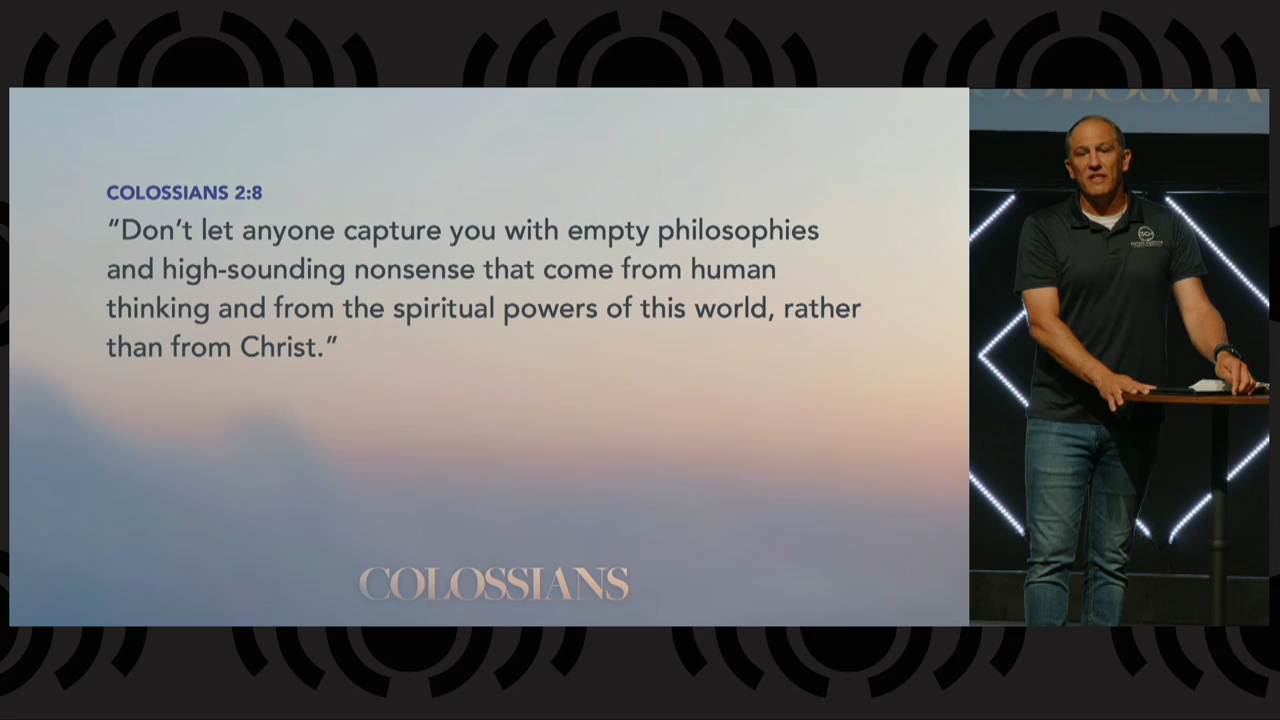 COLOSSIANS 2:8
“Don’t let anyone capture you with empty philosophies
and high-sounding nonsense that come from human
thinking and from the spiritual powers of this world, rather
than from Christ.”
COLOSSIANS
COLOSSIA